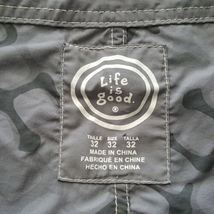 Life
is
good.
®
TAILLE SIZE TALLA
32 32 32
MADE IN CHINA
FABRIQUÉ EN CHINE
HECHO EN CHINA